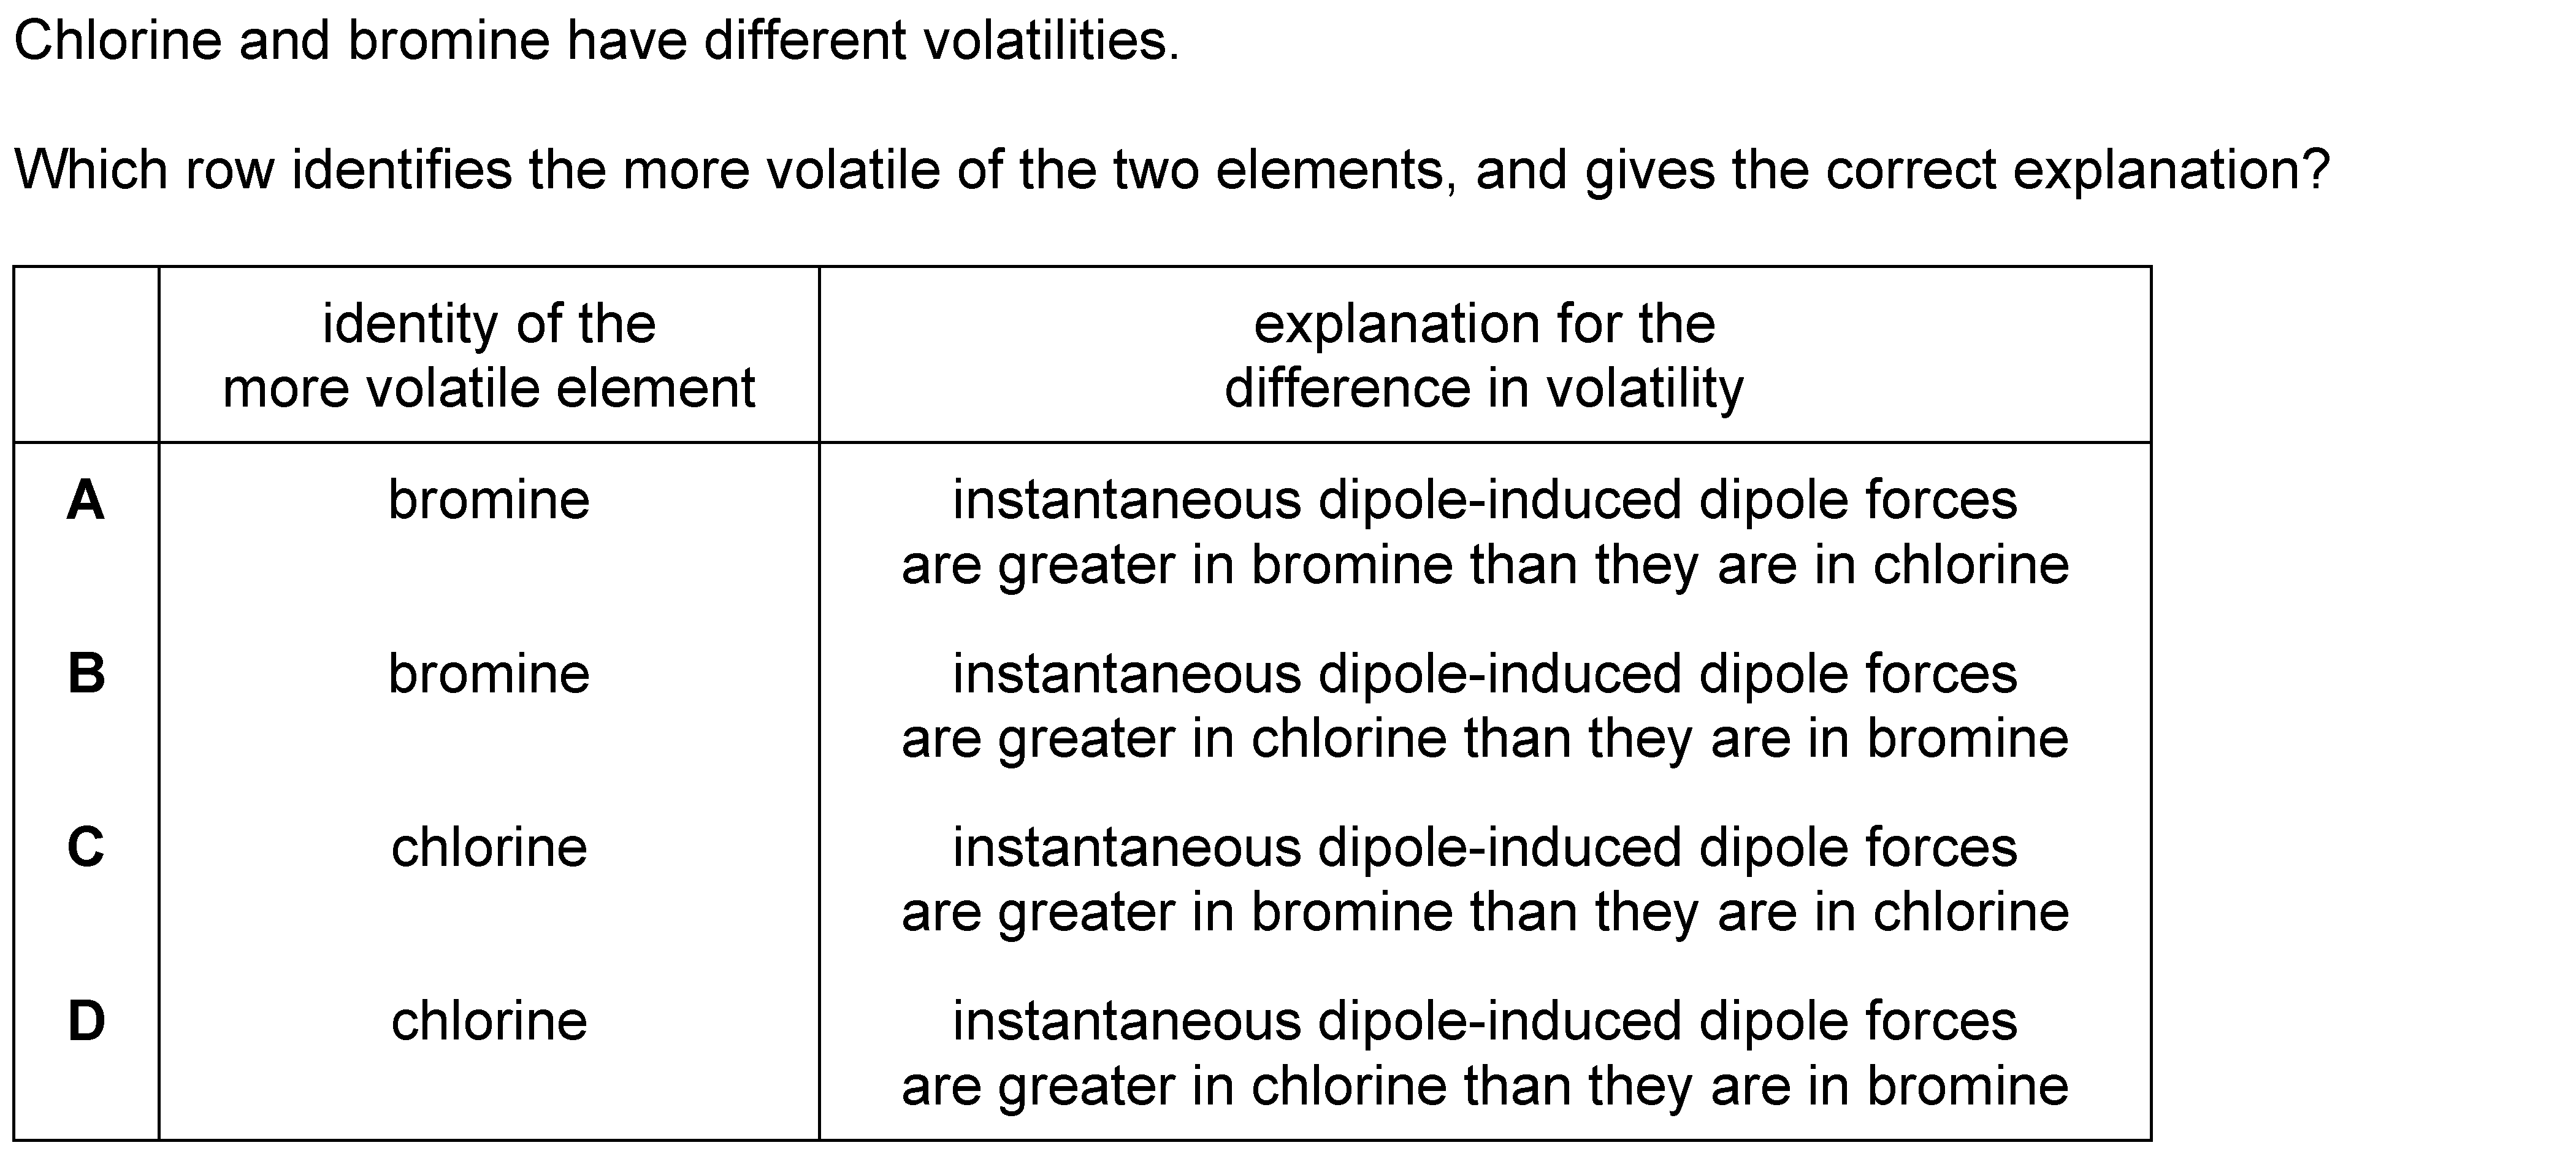 Chlorine and bromine have different volatilities.
Which row identifies the more volatile of the two elements, and gives the correct explanation?
identity of the
more volatile element
explanation for the
difference in volatility
A
bromine
instantaneous dipole-induced dipole forces
are greater in bromine than they are in chlorine
B
bromine
instantaneous dipole-induced dipole forces
are greater in chlorine than they are in bromine
C
chlorine
instantaneous dipole-induced dipole forces
are greater in bromine than they are in chlorine
D
chlorine
instantaneous dipole-induced dipole forces
are greater in chlorine than they are in bromine